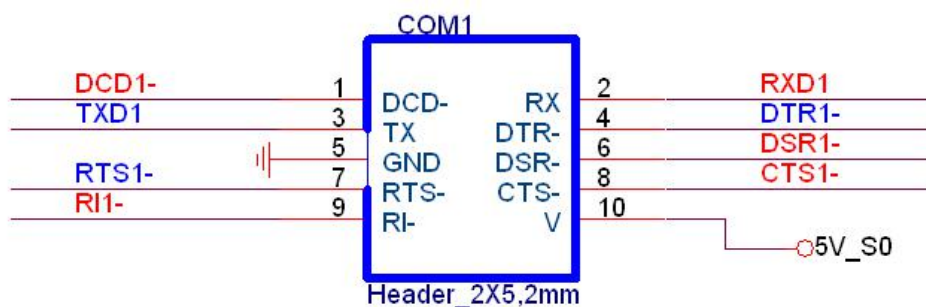 COM1
DCD1- 1 DCD- RX 2 RXD1
TXD1 3 TX DTR- 4 DTR1-
5 GND DSR- 6 DSR1-
RTS1- 7 RTS- CTS- 8 CTS1-
RI1- 9 RI- V 10
5V_S0
Header_2X5,2mm